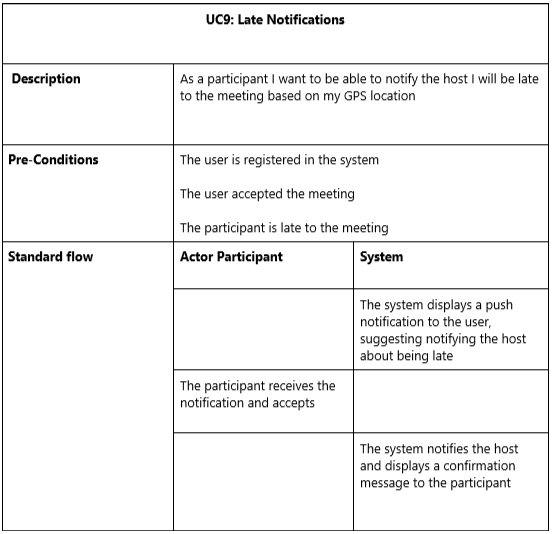 UC9: Late Notifications
Description
As a participant I want to be able to notify the host I will be late
to the meeting based on my GPS location
Pre-Conditions
The user is registered in the system
The user accepted the meeting
The participant is late to the meeting
Standard flow
Actor Participant
System
The system displays a push
notification to the user,
suggesting notifying the host
about being late
The participant receives the
notification and accepts
The system notifies the host
and displays a confirmation
message to the participant